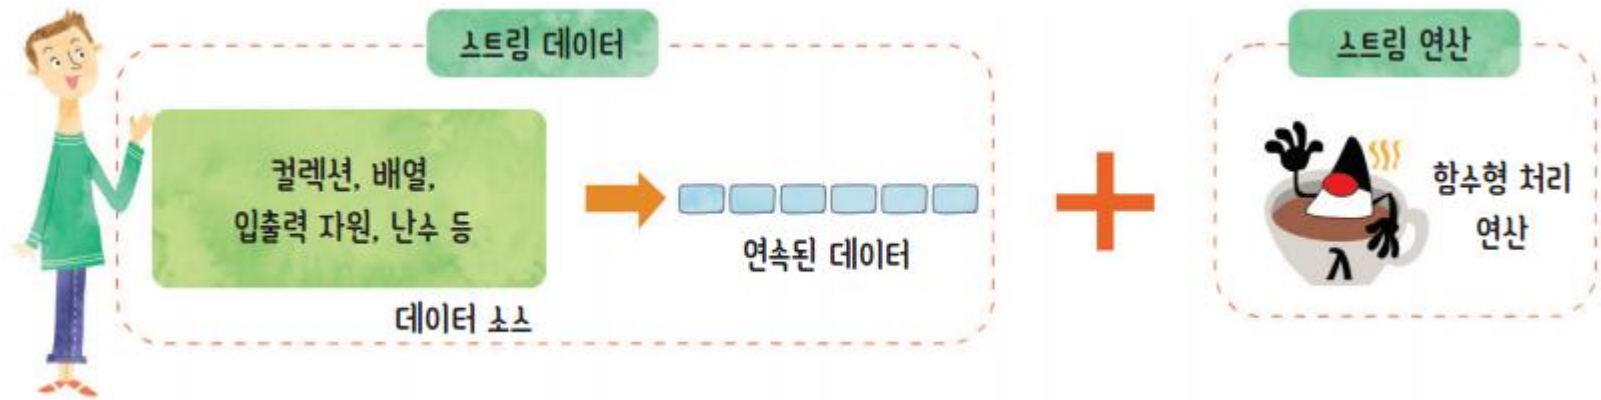 스트림 데이터
컬렉션, 배열,
입출력 자원, 난수 등
데이터 소스
연속된 데이터
스트림 연산
함수형 처리
연산
λ